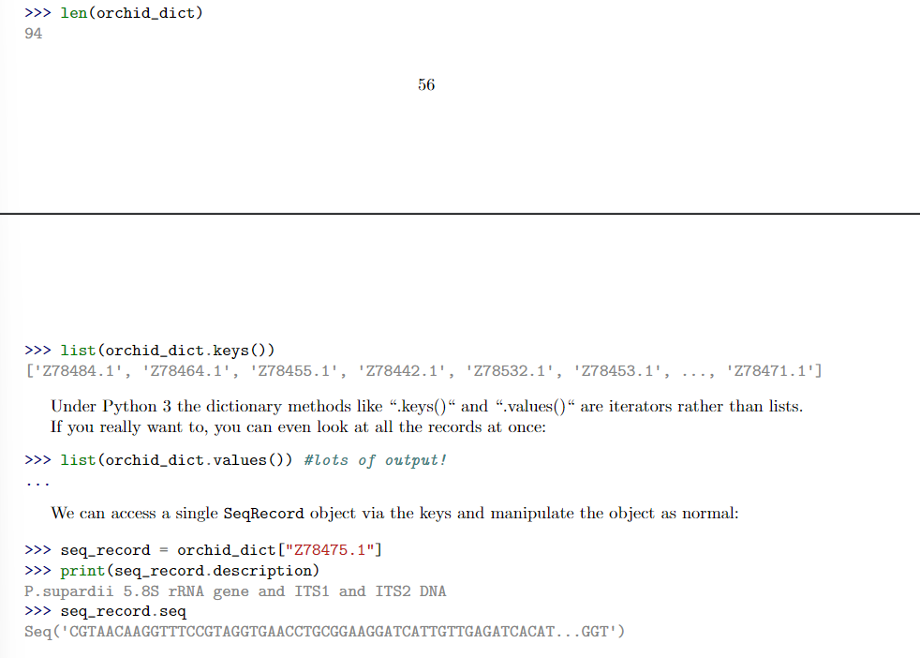 >>> len(orchid_dict)
94
56
>>> list(orchid_dict.keys())
['Z78484.1', 'Z78464.1', 'Z78455.1', 'Z78442.1', 'Z78532.1', 'Z78453.1', ..., 'Z78471.1']
Under Python 3 the dictionary methods like “.keys()“ and “.values()“ are iterators rather than lists.
If you really want to, you can even look at all the records at once:
>>> list(orchid_dict.values()) #lots of output!
...
We can access a single SeqRecord object via the keys and manipulate the object as normal:
>>> seq_record = orchid_dict["Z78475.1"]
>>> print(seq_record.description)
P.supardii 5.8S rRNA gene and ITS1 and ITS2 DNA
>>> seq_record.seq
Seq('CGTAACAAGGTTTCCGTAGGTGAACCTGCGGAAGGATCATTGTTGAGATCACAT...GGT')